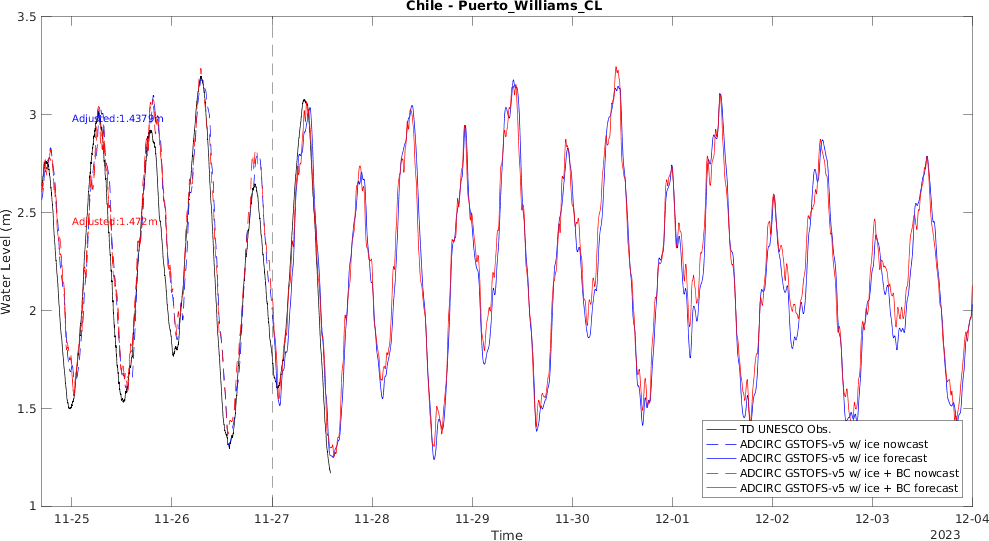 Chile - Puerto_Williams_CL
3.5
3
2.5
2
1.5
1
Water Level (m)
Adjusted:1.4379m
Adjusted:1.472m
TD UNESCO Obs.
ADCIRC GSTOFS-v5 w/ ice nowcast
ADCIRC GSTOFS-v5 w/ ice forecast
ADCIRC GSTOFS-v5 w/ ice + BC nowcast
ADCIRC GSTOFS-v5 w/ ice + BC forecast
11-25 11-26 11-27 11-28 11-29 11-30 12-01 12-02 12-03 12-04
Time
2023